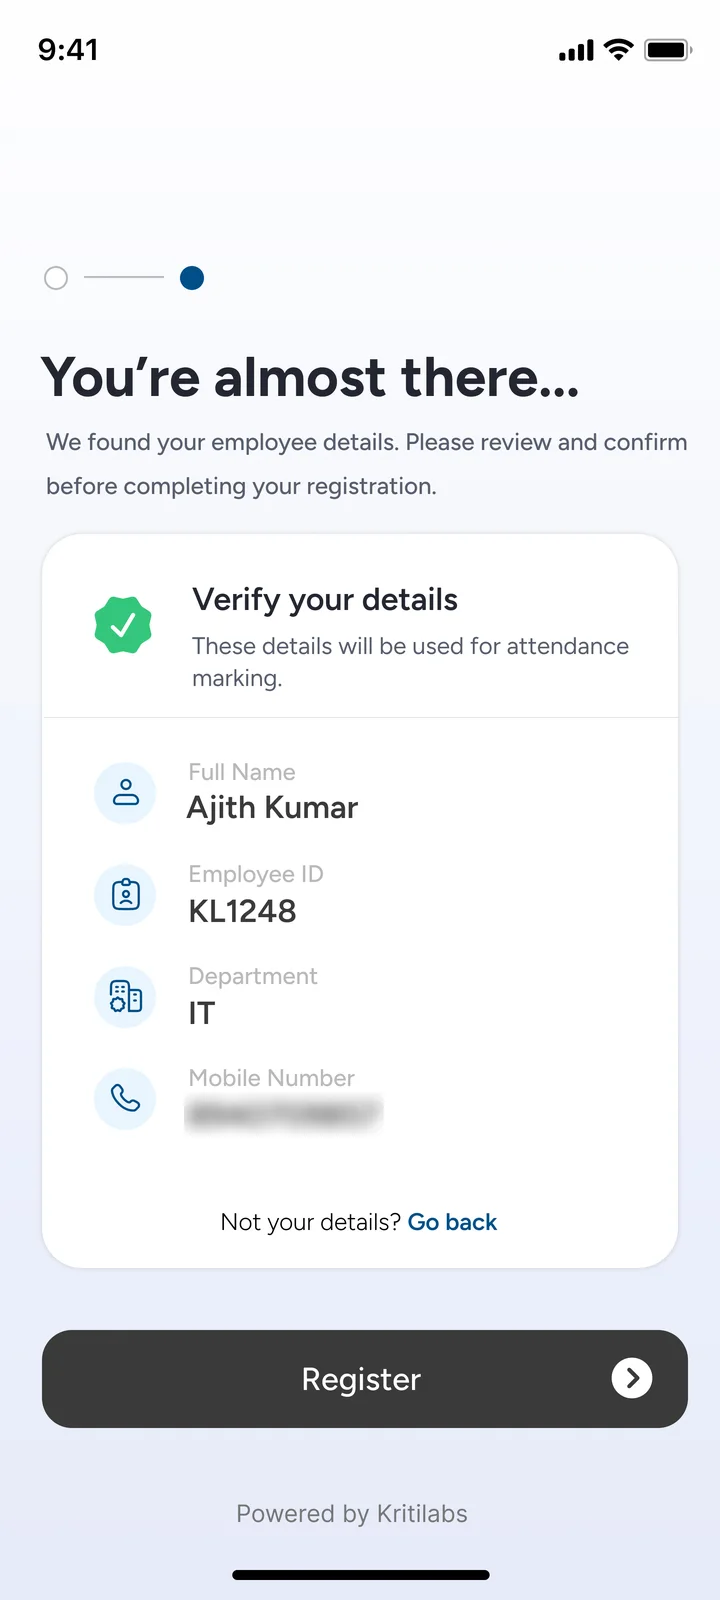 9:41
You’re almost there...
We found your employee details. Please review and confirm
before completing your registration.
Verify your details
These details will be used for attendance
marking.
Full Name
Ajith Kumar
Employee ID
KL1248
Department
IT
Mobile Number
Not your details? Go back
Register
Powered by Kritilabs